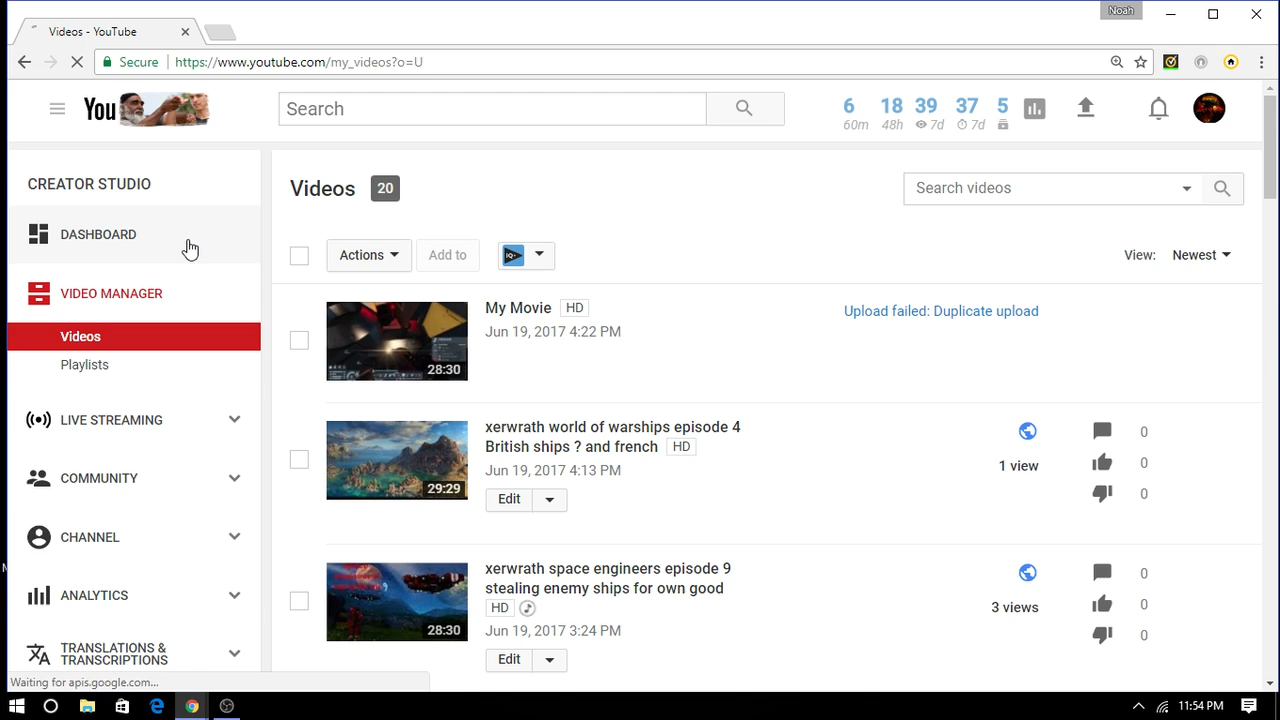 Noah
Videos - YouTube
Secure https://www.youtube.com/my_videos?o=U
You
Search
6 18 39 37 5
60m 48h 7d 7d
CREATOR STUDIO
DASHBOARD
VIDEO MANAGER
Videos
Playlists
LIVE STREAMING
COMMUNITY
CHANNEL
ANALYTICS
TRANSLATIONS &
TRANSCRIPTIONS
Videos 20
Search videos
Actions Add to IQ+
View: Newest
My Movie HD
Jun 19, 2017 4:22 PM
Upload failed: Duplicate upload
28:30
xerwrath world of warships episode 4
British ships ? and french HD
Jun 19, 2017 4:13 PM
29:29
Edit
1 view
0
0
0
xerwrath space engineers episode 9
stealing enemy ships for own good
HD
Jun 19, 2017 3:24 PM
28:30
Edit
3 views
0
0
0
Waiting for apis.google.com...
11:54 PM